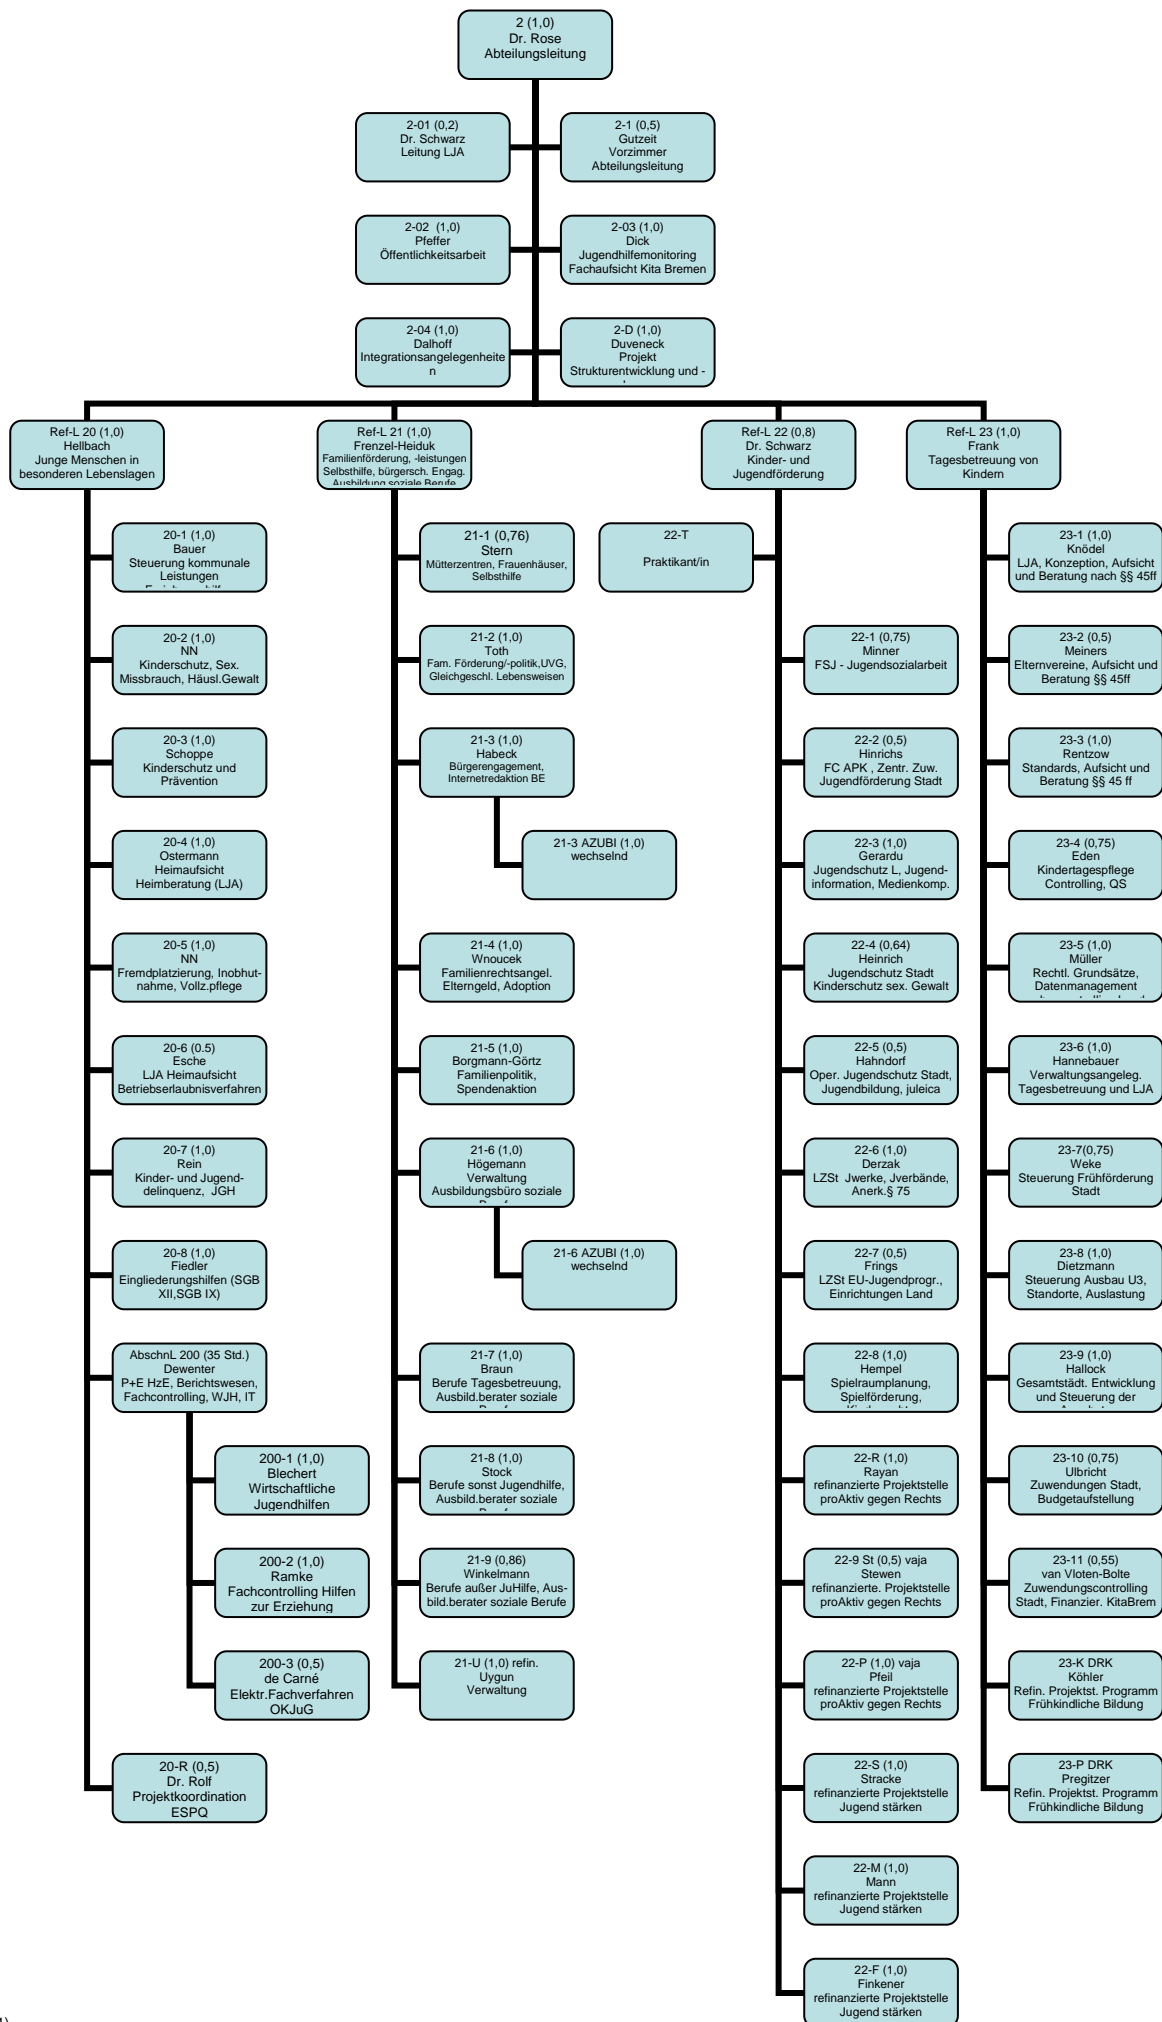 2 (1,0)
Dr. Rose
Abteilungsleitung
2-01 (0,2)
Dr. Schwarz
Leitung LJA
2-1 (0,5)
Gutzeit
Vorzimmer
Abteilungsleitung
2-02 (1,0)
Pfeffer
Öffentlichkeitsarbeit
2-03 (1,0)
Dick
Jugendhilfemonitoring
Fachaufsicht Kita Bremen
2-04 (1,0)
Dalhoff
Integrationsangelegenheite
n
2-D (1,0)
Duveneck
Projekt
Strukturentwicklung und -
Ref-L 20 (1,0)
Hellbach
Junge Menschen in
besonderen Lebenslagen
20-1 (1,0)
Bauer
Steuerung kommunale
Leistungen
20-2 (1,0)
NN
Kinderschutz, Sex.
Missbrauch, Häusl.Gewalt
20-3 (1,0)
Schoppe
Kinderschutz und
Prävention
20-4 (1,0)
Ostermann
Heimaufsicht
Heimberatung (LJA)
20-5 (1,0)
NN
Fremdplatzierung, Inobhut-
nahme, Vollz.pflege
20-6 (0.5)
Esche
LJA Heimaufsicht
Betriebserlaubnisverfahren
20-7 (1,0)
Rein
Kinder- und Jugend-
delinquenz, JGH
20-8 (1,0)
Fiedler
Eingliederungshilfen (SGB
XII,SGB IX)
AbschnL 200 (35 Std.)
Dewenter
P+E HzE, Berichtswesen,
Fachcontrolling, WJH, IT
200-1 (1,0)
Blechert
Wirtschaftliche
Jugendhilfen
200-2 (1,0)
Ramke
Fachcontrolling Hilfen
zur Erziehung
200-3 (0,5)
de Carné
Elektr.Fachverfahren
OKJuG
20-R (0,5)
Dr. Rolf
Projektkoordination
ESPQ
Ref-L 21 (1,0)
Frenzel-Heiduk
Familienförderung, -leistungen
Selbsthilfe, bürgersch. Engag.
Ausbildung soziale Berufe
21-1 (0,76)
Stern
Mütterzentren, Frauenhäuser,
Selbsthilfe
21-2 (1,0)
Toth
Fam. Förderung/-politik,UVG,
Gleichgeschl. Lebensweisen
21-3 (1,0)
Habeck
Bürgerengagement,
Internetredaktion BE
21-3 AZUBI (1,0)
wechselnd
21-4 (1,0)
Wnoucek
Familienrechtsangel.
Elterngeld, Adoption
21-5 (1,0)
Borgmann-Görtz
Familienpolitik,
Spendenaktion
21-6 (1,0)
Högemann
Verwaltung
Ausbildungsbüro soziale
21-6 AZUBI (1,0)
wechselnd
21-7 (1,0)
Braun
Berufe Tagesbetreuung,
Ausbild.berater soziale
21-8 (1,0)
Stock
Berufe sonst Jugendhilfe,
Ausbild.berater soziale
21-9 (0,86)
Winkelmann
Berufe außer JuHilfe, Aus-
bild.berater soziale Berufe
21-U (1,0) refin.
Uygun
Verwaltung
Ref-L 22 (0,8)
Dr. Schwarz
Kinder- und
Jugendförderung
22-T
Praktikant/in
22-1 (0,75)
Minner
FSJ - Jugendsozialarbeit
22-2 (0,5)
Hinrichs
FC APK , Zentr. Zuw.
Jugendförderung Stadt
22-3 (1,0)
Gerardu
Jugendschutz L, Jugend-
information, Medienkomp.
22-4 (0,64)
Heinrich
Jugendschutz Stadt
Kinderschutz sex. Gewalt
22-5 (0,5)
Hahndorf
Oper. Jugendschutz Stadt,
Jugendbildung, juleica
22-6 (1,0)
Derzak
LZSt Jwerke, Jverbände,
Anerk.§ 75
22-7 (0,5)
Frings
LZSt EU-Jugendprogr.,
Einrichtungen Land
22-8 (1,0)
Hempel
Spielraumplanung,
Spielförderung,
22-R (1,0)
Rayan
refinanzierte Projektstelle
proAktiv gegen Rechts
22-9 St (0,5) vaja
Stewen
refinanzierte. Projektstelle
proAktiv gegen Rechts
22-P (1,0) vaja
Pfeil
refinanzierte Projektstelle
proAktiv gegen Rechts
22-S (1,0)
Stracke
refinanzierte Projektstelle
Jugend stärken
22-M (1,0)
Mann
refinanzierte Projektstelle
Jugend stärken
22-F (1,0)
Finkener
refinanzierte Projektstelle
Jugend stärken
Ref-L 23 (1,0)
Frank
Tagesbetreuung von
Kindern
23-1 (1,0)
Knödel
LJA, Konzeption, Aufsicht
und Beratung nach §§ 45ff
23-2 (0,5)
Meiners
Elternvereine, Aufsicht und
Beratung §§ 45ff
23-3 (1,0)
Rentzow
Standards, Aufsicht und
Beratung §§ 45 ff
23-4 (0,75)
Eden
Kindertagespflege
Controlling, QS
23-5 (1,0)
Müller
Rechtl. Grundsätze,
Datenmanagement
23-6 (1,0)
Hannebauer
Verwaltungsangeleg.
Tagesbetreuung und LJA
23-7(0,75)
Weke
Steuerung Frühförderung
Stadt
23-8 (1,0)
Dietzmann
Steuerung Ausbau U3,
Standorte, Auslastung
23-9 (1,0)
Hallock
Gesamtstädt. Entwicklung
und Steuerung der
23-10 (0,75)
Ulbricht
Zuwendungen Stadt,
Budgetaufstellung
23-11 (0,55)
van Vloten-Bolte
Zuwendungscontrolling
Stadt, Finanzier. KitaBrem
23-K DRK
Köhler
Refin. Projektst. Programm
Frühkindliche Bildung
23-P DRK
Pregitzer
Refin. Projektst. Programm
Frühkindliche Bildung